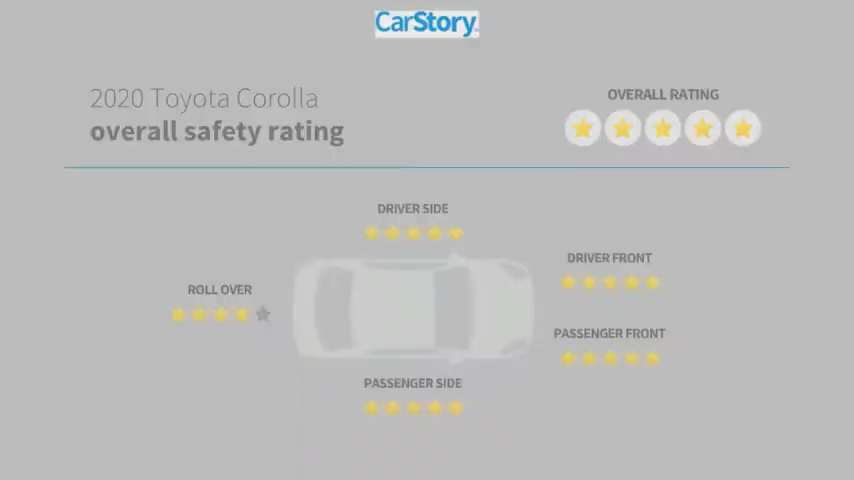 CarStory
2020 Toyota Corolla
overall safety rating
OVERALL RATING
DRIVER SIDE
DRIVER FRONT
ROLL OVER
PASSENGER FRONT
PASSENGER SIDE